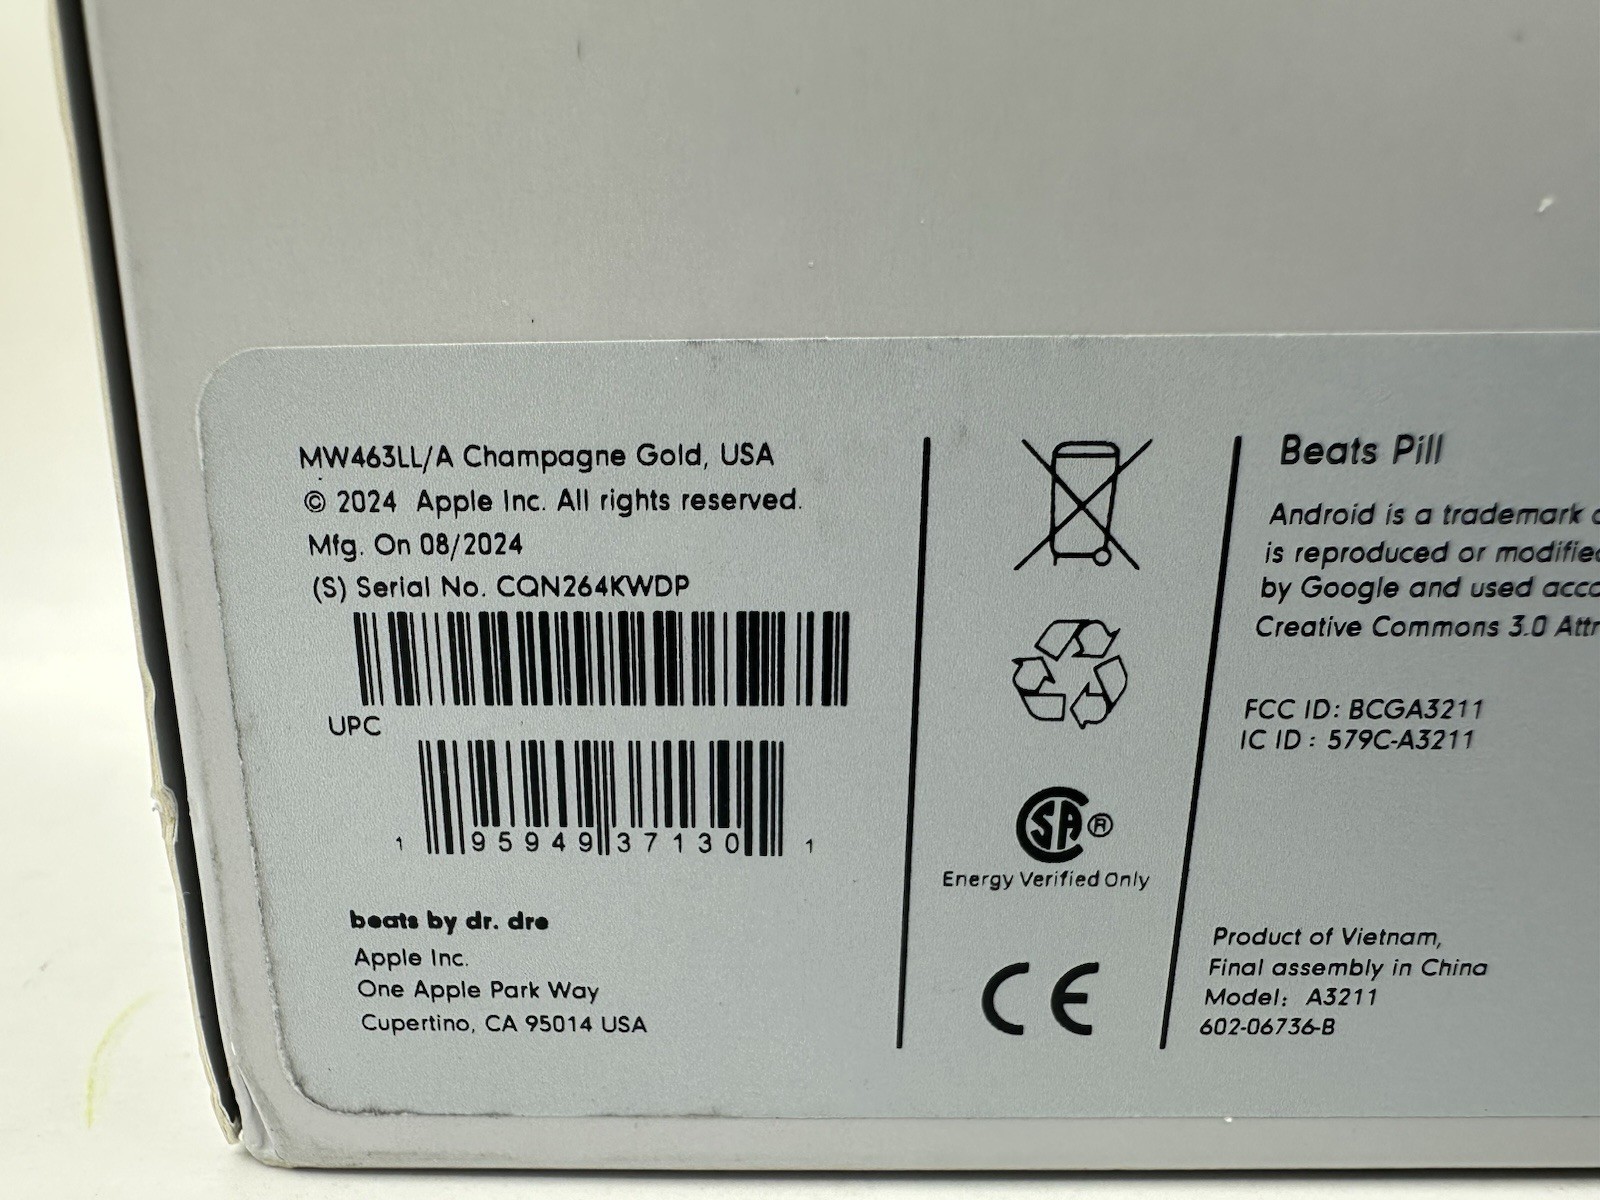 MW463LL/A Champagne Gold, USA
© 2024 Apple Inc. All rights reserved.
Mfg. On 08/2024
(S) Serial No. CQN264KWDP
UPC
1 95949 37130 1
beats by dr. dre
Apple Inc.
One Apple Park Way
Cupertino, CA 95014 USA
SA ®
Energy Verified Only
CE
Beats Pill
Android is a trademark
is reproduced or
by Google and used
Creative Commons 3.0
FCC ID: BCGA3211
IC ID : 579C-A3211
Product of Vietnam,
Final assembly in China
Model: A3211
602-06736-B